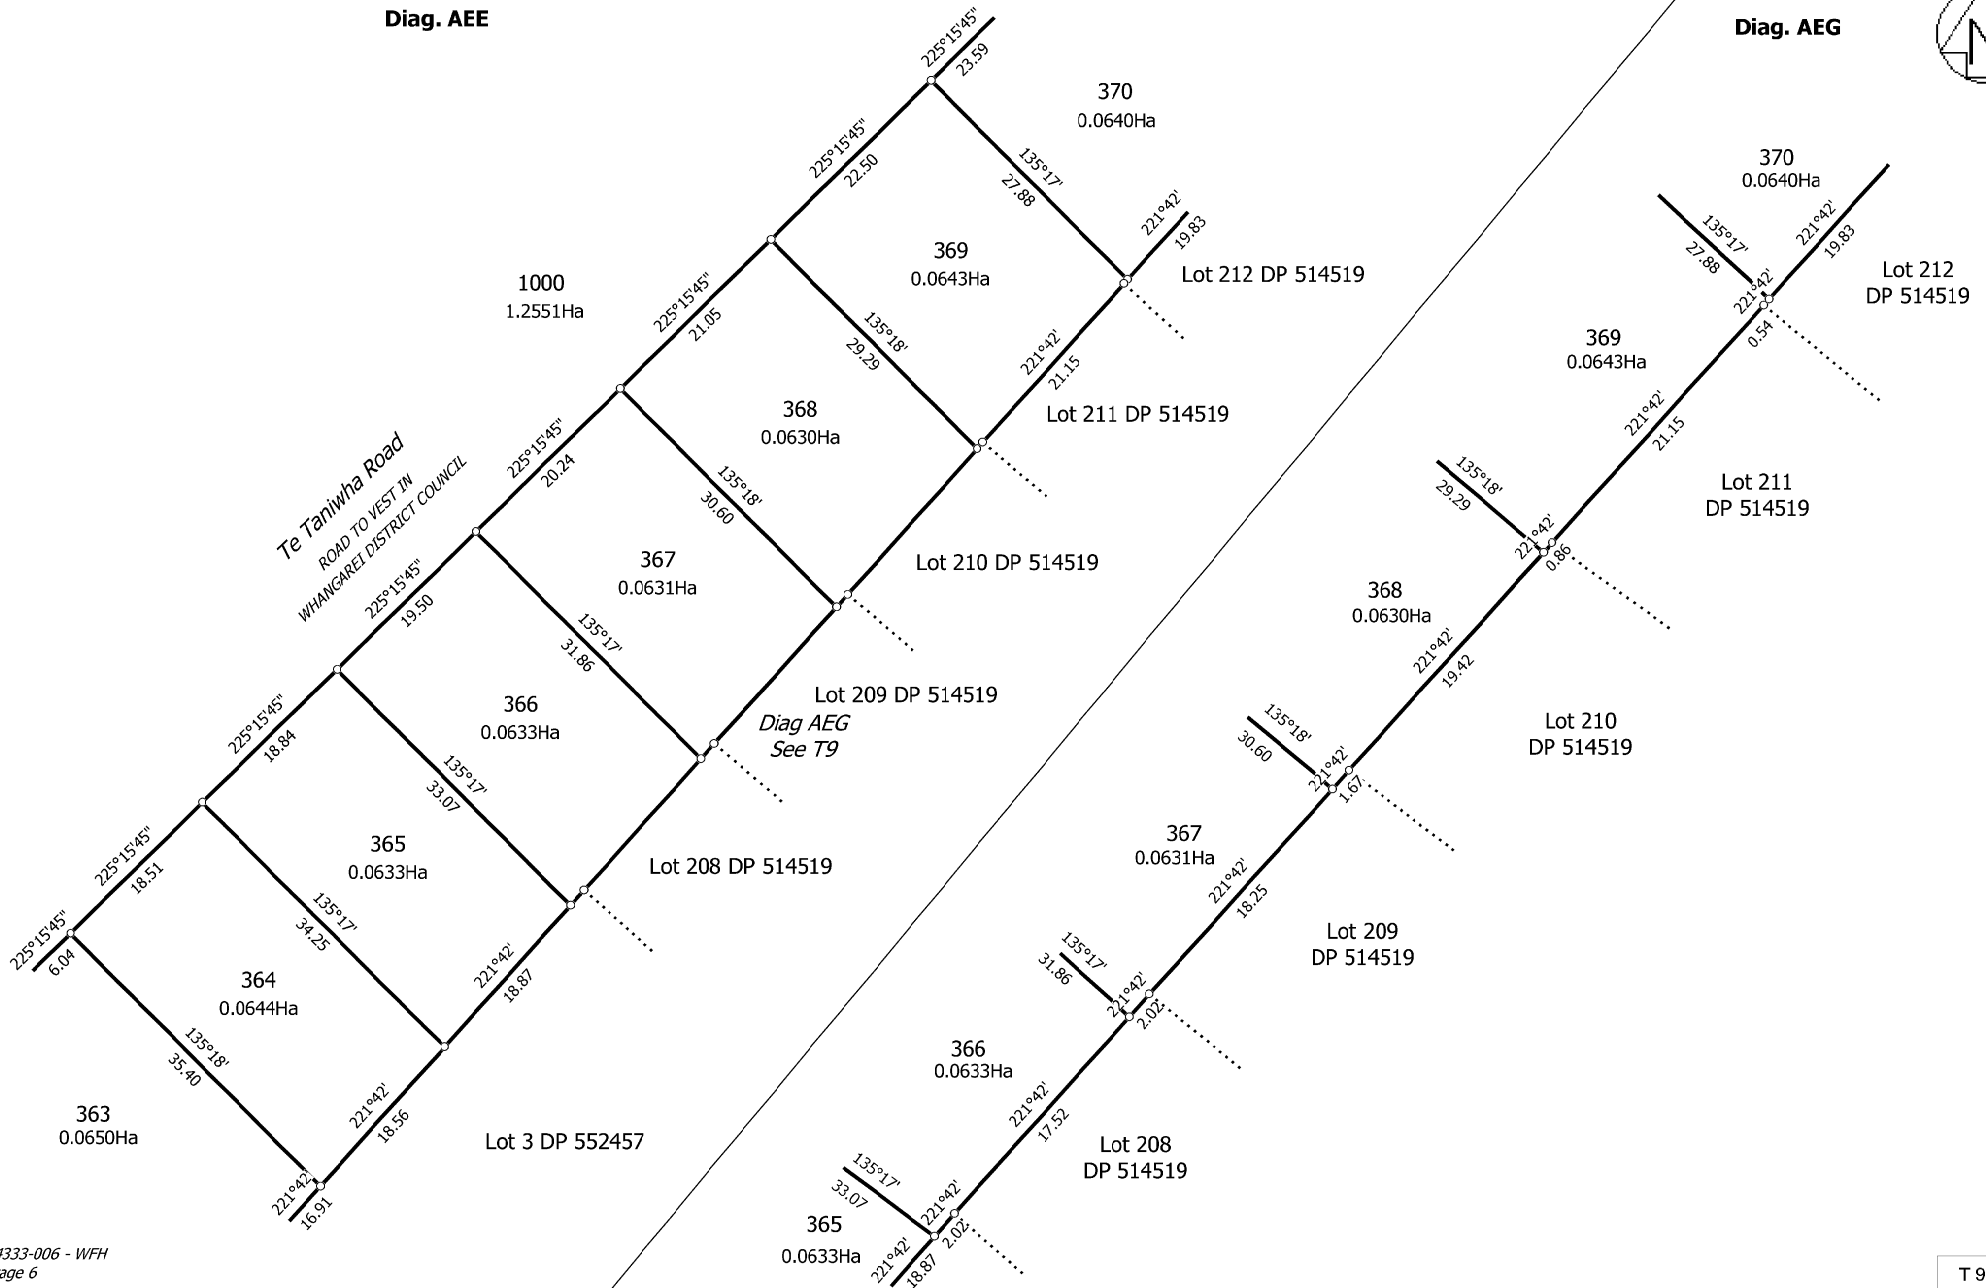 Diag. AEE
225°15'45"
23.59
370
0.0640Ha
225°15'45"
22.50
135°17'
27.88
221°42'
19.83
369
0.0643Ha
Lot 212 DP 514519
1000
1.2551Ha
225°15'45"
21.05
135°18'
29.29
221°42'
21.15
Lot 211 DP 514519
368
0.0630Ha
225°15'45"
20.24
Te Taniwha Road
ROAD TO VEST IN
WHANGAREI DISTRICT COUNCIL
135°18'
30.60
Lot 210 DP 514519
367
0.0631Ha
225°15'45"
19.50
135°17'
31.86
Lot 209 DP 514519
Diag AEG
See T9
366
0.0633Ha
225°15'45"
18.84
135°17'
33.07
Lot 208 DP 514519
365
0.0633Ha
225°15'45"
18.51
135°17'
34.25
221°42'
18.87
225°15'45"
6.04
364
0.0644Ha
135°18'
35.40
221°42'
18.56
363
0.0650Ha
Lot 3 DP 552457
221°42'
16.91
4333-006 - WFH
age 6
Diag. AEG
370
0.0640Ha
135°17'
27.88
221°42'
19.83
Lot 212
DP 514519
221°42'
0.54
369
0.0643Ha
221°42'
21.15
Lot 211
DP 514519
135°18'
29.29
221°42'
0.86
368
0.0630Ha
221°42'
19.42
Lot 210
DP 514519
135°18'
30.60
221°42'
1.67
367
0.0631Ha
221°42'
18.25
Lot 209
DP 514519
135°17'
31.86
221°42'
2.02
366
0.0633Ha
221°42'
17.52
Lot 208
DP 514519
135°17'
33.07
221°42'
2.02
365
0.0633Ha
221°42'
18.87
T 9